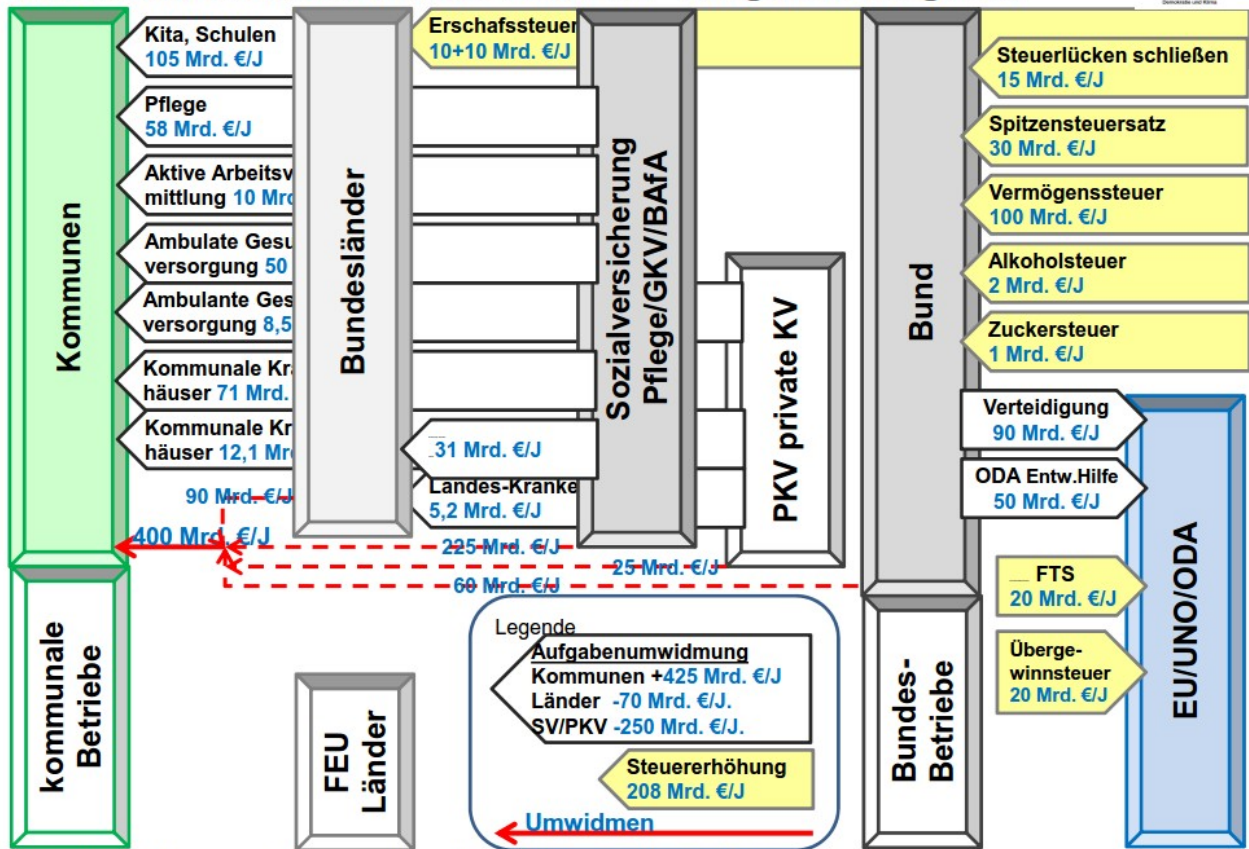 Demokratie und Klima
Kommunen
kommunale
Betriebe
Kita, Schulen
105 Mrd. €/J
Pflege
58 Mrd. €/J
Aktive Arbeitsv
mittlung 10 Mrd
Ambulate Gesu
versorgung 50
Ambulante Ges
versorgung 8,5
Kommunale Kra
häuser 71 Mrd.
Kommunale Kr
häuser 12,1 Mrd
90 Mrd. €/J
400 Mrd. €/J
Bundesländer
FEU
Länder
Erschafssteuer
10+10 Mrd. €/J
31 Mrd. €/J
Landes-Kranke
5,2 Mrd. €/J
225 Mrd. €/J
25 Mrd. €/J
60 Mrd. €/J
Sozialversicherung
Pflege/GKV/BAfA
PKV private KV
Bund
Bundes-
Betriebe
Steuerlücken schließen
15 Mrd. €/J
Spitzensteuersatz
30 Mrd. €/J
Vermögenssteuer
100 Mrd. €/J
Alkoholsteuer
2 Mrd. €/J
Zuckersteuer
1 Mrd. €/J
Verteidigung
90 Mrd. €/J
ODA Entw.Hilfe
50 Mrd. €/J
FTS
20 Mrd. €/J
Überge-
winnsteuer
20 Mrd. €/J
EU/UNO/ODA
Legende
Aufgabenumwidmung
Kommunen +425 Mrd. €/J
Länder -70 Mrd. €/J.
SV/PKV -250 Mrd. €/J.
Steuererhöhung
208 Mrd. €/J
Umwidmen